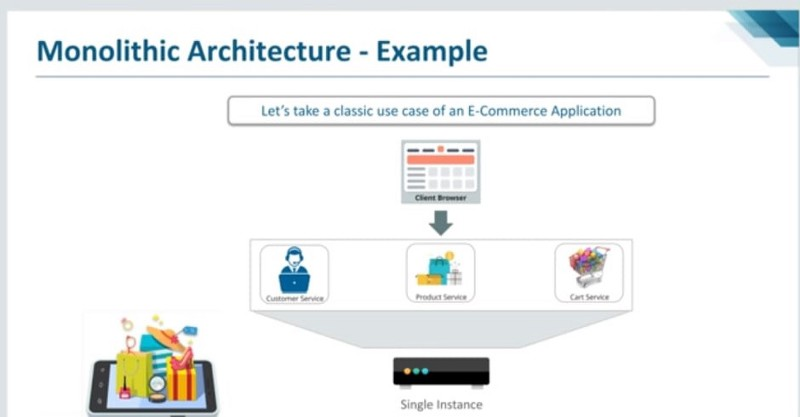 Monolithic Architecture - Example
Let's take a classic use case of an E-Commerce Application
Client Browser
Customer Service
Product Service
Cart Service
Single Instance